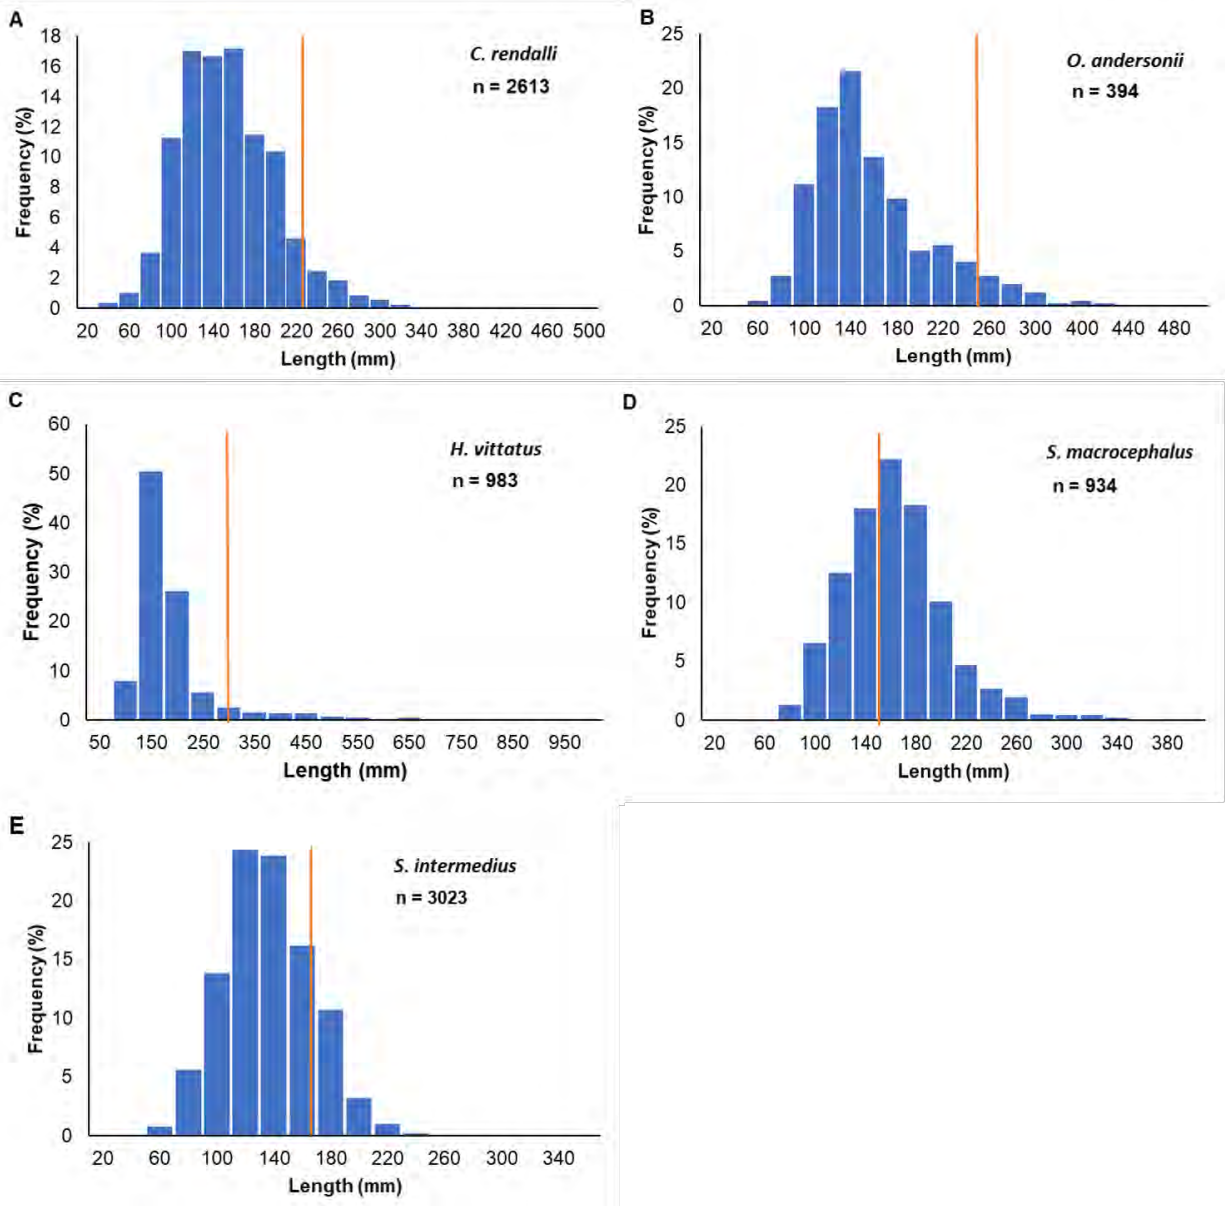 A
C. rendalli
n = 2613
Frequency (%)
18
16
14
12
10
8
6
4
2
0
20 60 100 140 180 220 260 300 340 380 420 460 500
Length (mm)
B
O. andersonii
n = 394
Frequency (%)
25
20
15
10
5
0
20 60 100 140 180 220 260 300 400 440 480
Length (mm)
C
H. vittatus
n = 983
Frequency (%)
60
50
40
30
20
10
0
50 150 250 350 450 550 650 750 850 950
Length (mm)
D
S. macrocephalus
n = 934
Frequency (%)
25
20
15
10
5
0
20 60 100 140 180 220 260 300 340 380
Length (mm)
E
S. intermedius
n = 3023
Frequency (%)
25
20
15
10
5
0
20 60 100 140 180 220 260 300 340
Length (mm)